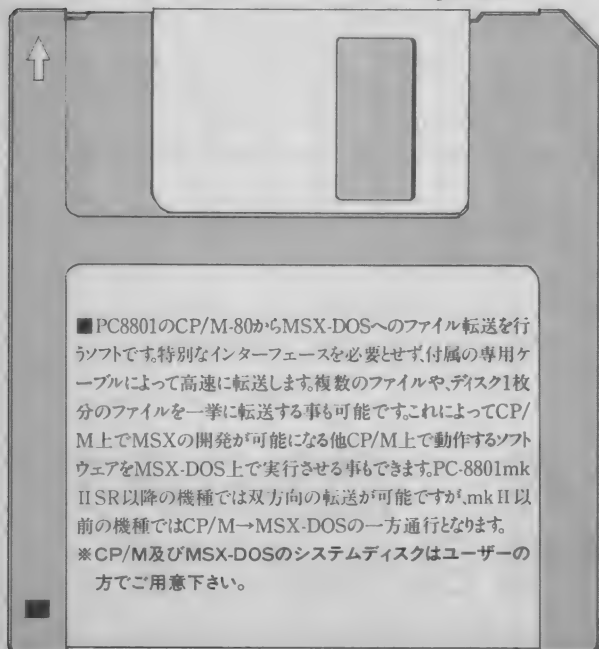 ■PC8801のCP/M-80からMSX-DOSへのファイル転送を行
うソフトです。特別なインターフェースを必要とせず、付属の専用ケ
ーブルによって高速に転送します。複数のファイルや、ディスク1枚
分のファイルを一挙に転送する事も可能です。これによってCP/
M上でMSXの開発が可能になる他CP/M上で動作するソフト
ウェアをMSX-DOS上で実行させる事もできます。PC-8801mk
IISR以降の機種では双方向の転送が可能ですが、mkII以
前の機種ではCP/M→MSX-DOSの一方通行となります。
※CP/M及びMSX-DOSのシステムディスクはユーザーの
方でご用意下さい。